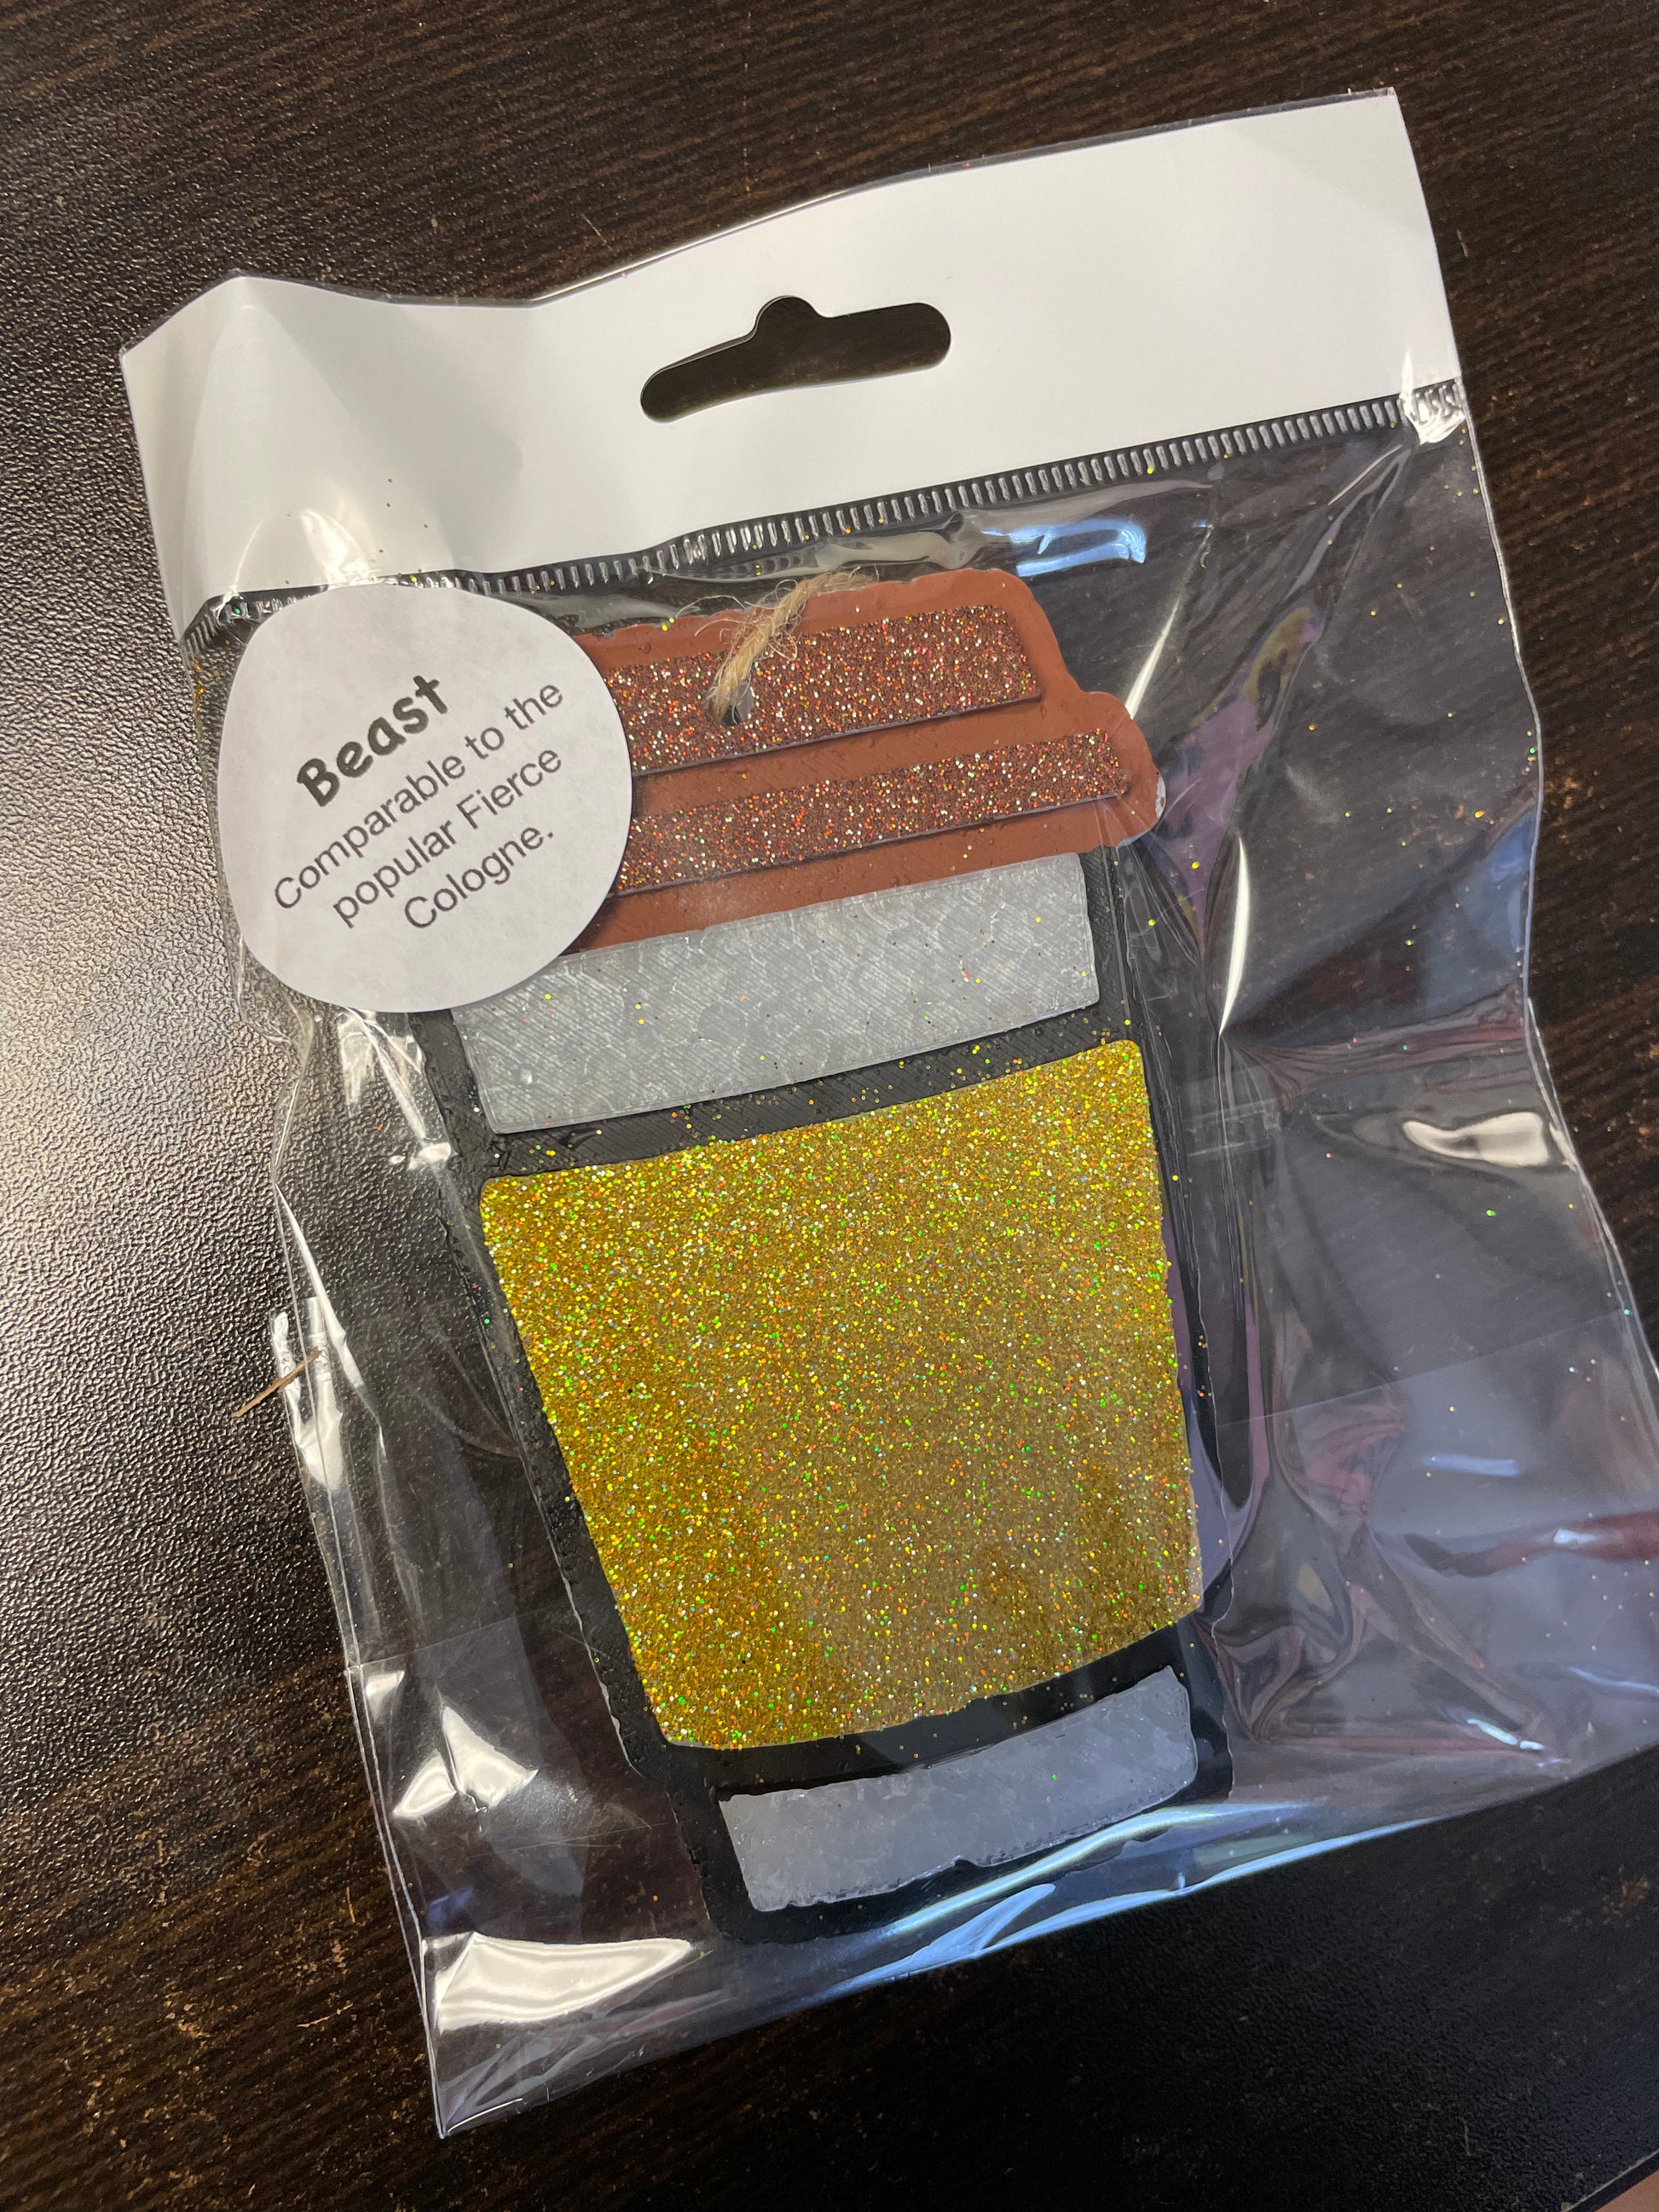 Beast
Comparable to the
popular Fierce
Cologne.